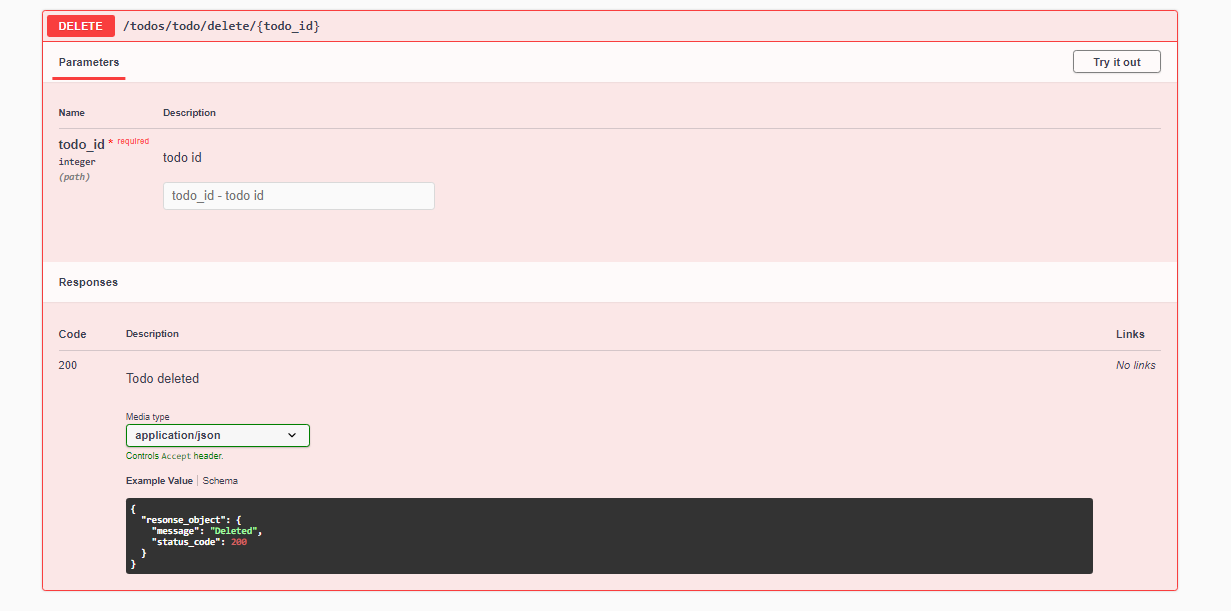 DELETE /todos/todo/delete/{todo_id}
Parameters
Try it out
Name Description
todo_id * required
integer
(path)
todo id
todo_id - todo id
Responses
Code Description Links
200
Todo deleted
No links
Media type
application/json
Controls Accept header.
Example Value Schema
{
  "resonse_object": {
    "message": "Deleted",
    "status_code": 200
  }
}